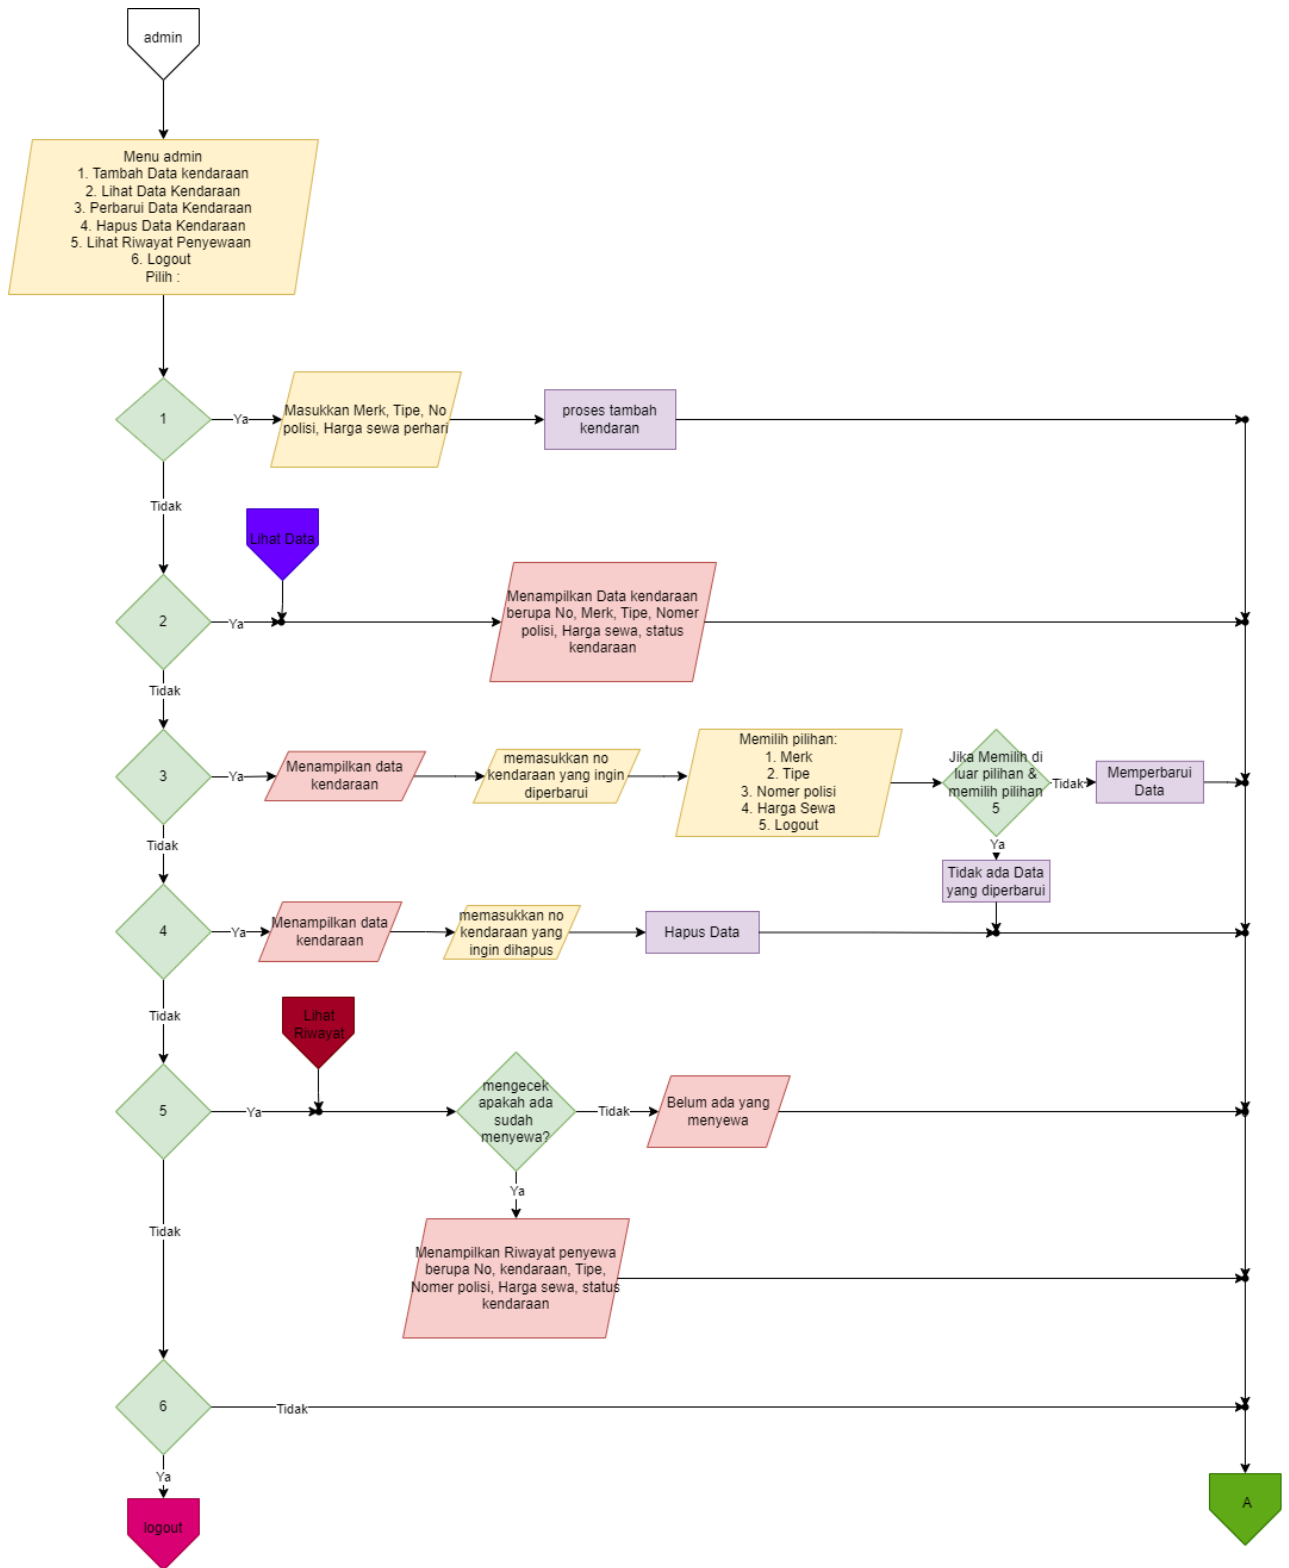 admin
Menu admin
1. Tambah Data kendaraan
2. Lihat Data Kendaraan
3. Perbarui Data Kendaraan
4. Hapus Data Kendaraan
5. Lihat Riwayat Penyewaan
6. Logout
Pilih :
1
Ya
Masukkan Merk, Tipe, No
polisi, Harga sewa perhari
proses tambah
kendaran
Tidak
Lihat Data
2
Ya
Menampilkan Data kendaraan
berupa No, Merk, Tipe, Nomer
polisi, Harga sewa, status
kendaraan
Tidak
3
Ya
Menampilkan data
kendaraan
memasukkan no
kendaraan yang ingin
diperbarui
Memilih pilihan:
1. Merk
2. Tipe
3. Nomer polisi
4. Harga Sewa
5. Logout
Jika Memilih di
luar pilihan &
memilih pilihan
5
Tidak
Memperbarui
Data
Ya
Tidak ada Data
yang diperbarui
Tidak
4
Ya
Menampilkan data
kendaraan
memasukkan no
kendaraan yang
ingin dihapus
Hapus Data
Tidak
Lihat
Riwayat
5
Ya
mengecek
apakah ada
sudah
menyewa?
Tidak
Belum ada yang
menyewa
Ya
Menampilkan Riwayat penyewa
berupa No, kendaraan, Tipe,
Nomer polisi, Harga sewa, status
kendaraan
Tidak
6
Tidak
Ya
logout
A